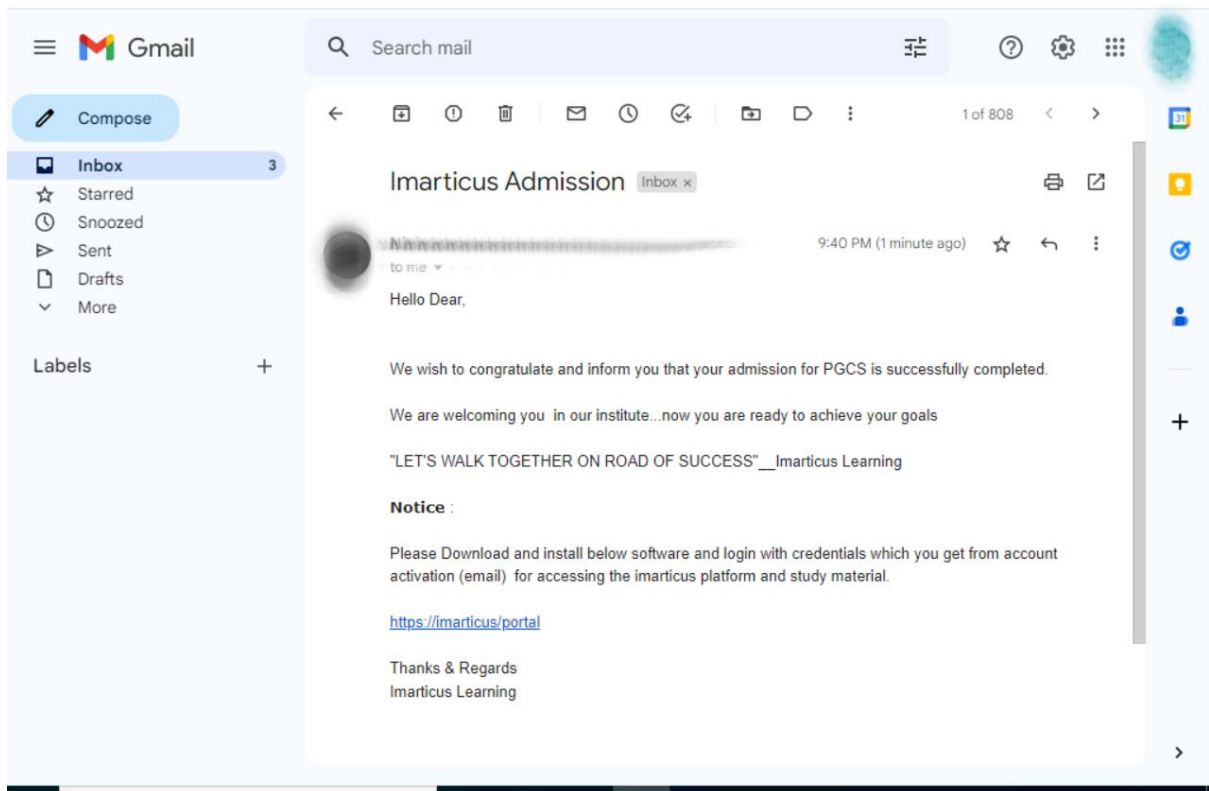 Gmail
Search mail
Compose
1 of 808
31
Inbox 3
Starred
Snoozed
Sent
Drafts
More
Labels
Imarticus Admission Inbox x
9:40 PM (1 minute ago)
to me
Hello Dear,
We wish to congratulate and inform you that your admission for PGCS is successfully completed.
We are welcoming you in our institute...now you are ready to achieve your goals
"LET'S WALK TOGETHER ON ROAD OF SUCCESS"__Imarticus Learning
Notice :
Please Download and install below software and login with credentials which you get from account
activation (email) for accessing the imarticus platform and study material.
https://imarticus/portal
Thanks & Regards
Imarticus Learning